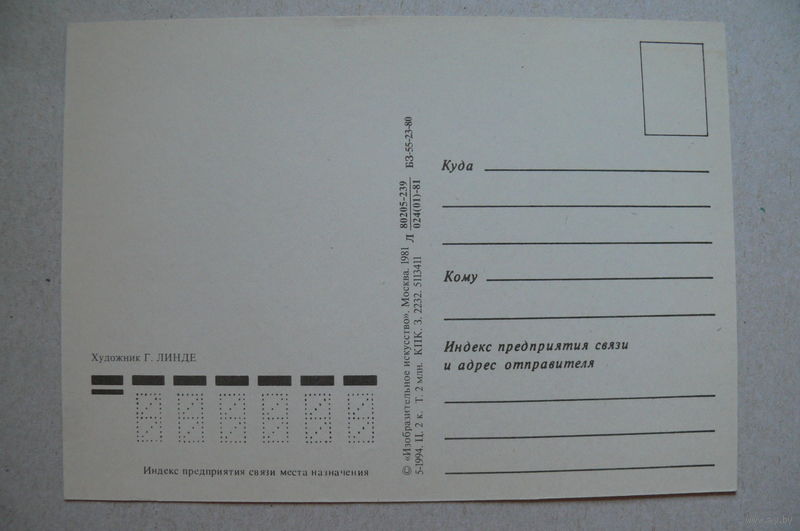 Художник Г. ЛИНДЕ
Индекс предприятия связи места назначения
© «Изобразительное искусство». Москва. 1981 Л 80205-239 БЗ-55-23-80
024(01)-81
5-1994. Ц. 2 к. Т. 2 млн. КПК. З. 2232. 5113411
Куда
Кому
Индекс предприятия связи
и адрес отправителя